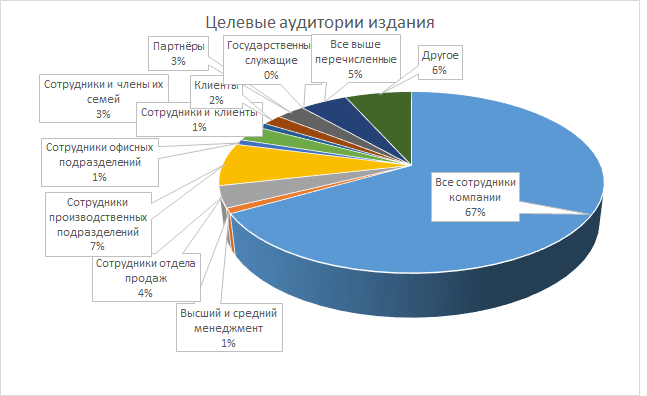 Целевые аудитории издания
Партнёры
3%
Государственные
служащие
0%
Все выше
перечисленные
5%
Другое
6%
Сотрудники и члены их
семей
3%
Клиенты
2%
Сотрудники и клиенты
1%
Сотрудники офисных
подразделений
1%
Все сотрудники
компании
67%
Сотрудники
производственных
подразделений
7%
Сотрудники отдела
продаж
4%
Высший и средний
менеджмент
1%